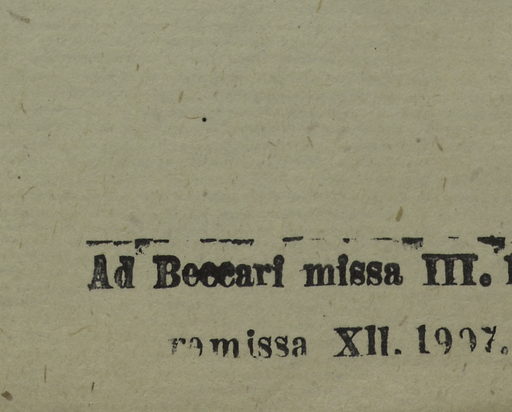 Ad Beccari missa III.
remissa XII. 1907.